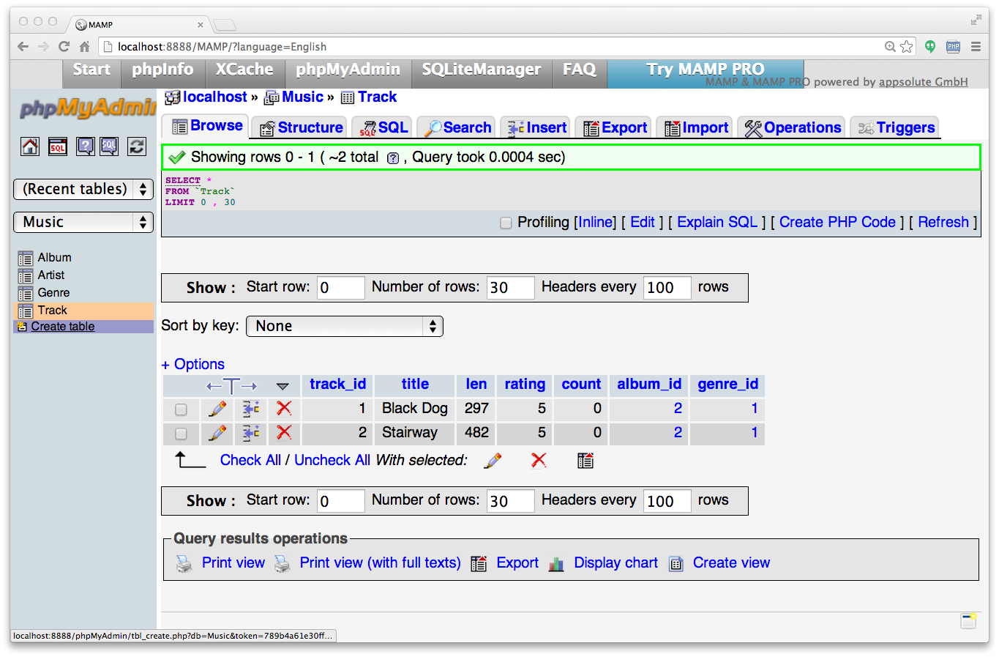 MAMP
localhost:8888/MAMP/?language=English
PHP
Start phpInfo XCache phpMyAdmin SQLiteManager FAQ Try MAMP PRO
MAMP & MAMP PRO powered by appsolute GmbH
phpMyAdmin
localhost » Music » Track
Browse Structure SQL Search Insert Export Import Operations Triggers
SQL ? SQL
Showing rows 0 - 1 ( ~2 total ? , Query took 0.0004 sec)
(Recent tables)
SELECT *
FROM `Track`
LIMIT 0 , 30
Music
Profiling [Inline] [ Edit ] [ Explain SQL ] [ Create PHP Code ] [ Refresh ]
Album
Artist
Genre
Track
Create table
Show : Start row: 0 Number of rows: 30 Headers every 100 rows
Sort by key: None
+ Options
←T→ track_id title len rating count album_id genre_id
1 Black Dog 297 5 0 2 1
2 Stairway 482 5 0 2 1
Check All / Uncheck All With selected:
Show : Start row: 0 Number of rows: 30 Headers every 100 rows
Query results operations
Print view Print view (with full texts) Export Display chart Create view
localhost:8888/phpMyAdmin/tbl_create.php?db=Music&token=789b4a61e30ff...